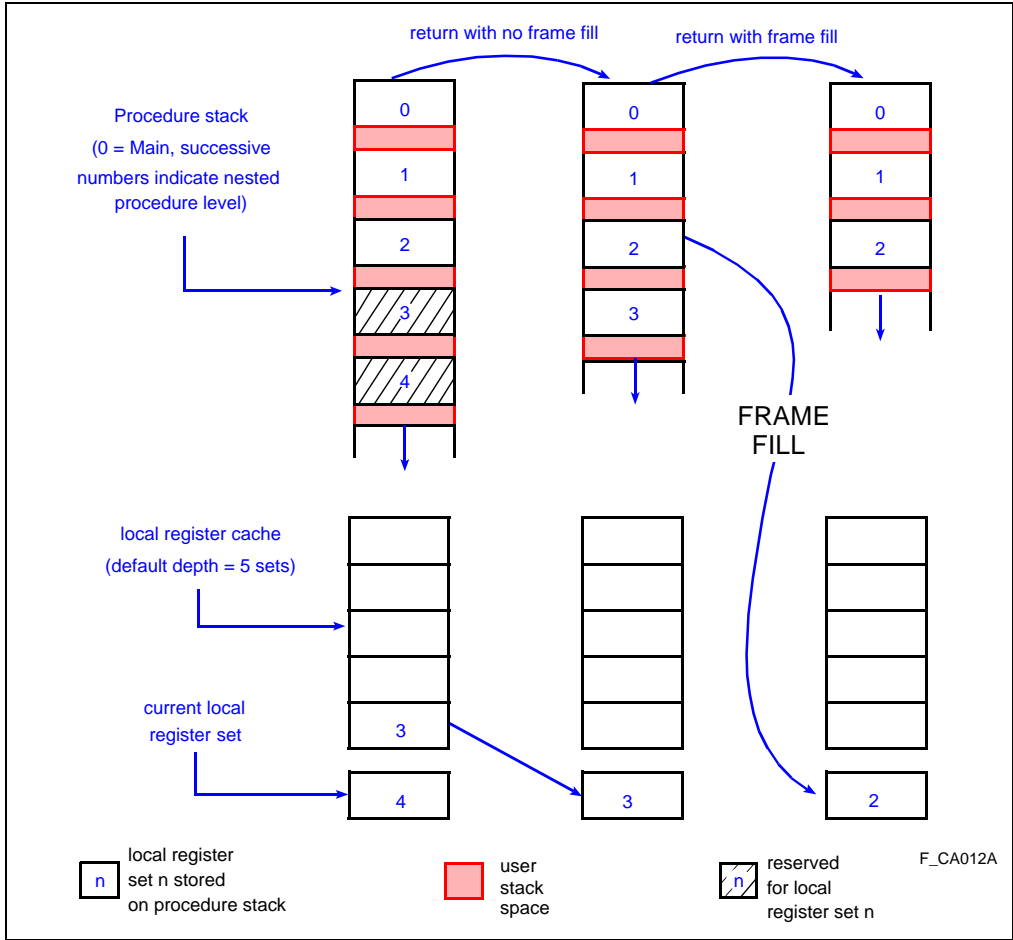 return with no frame fill
return with frame fill
Procedure stack
(0 = Main, successive
numbers indicate nested
procedure level)
0
1
2
3
4
0
1
2
3
0
1
2
FRAME
FILL
local register cache
(default depth = 5 sets)
current local
register set
3
4
3
2
n
local register
set n stored
on procedure stack
user
stack
space
n
reserved
for local
register set n
F_CA012A